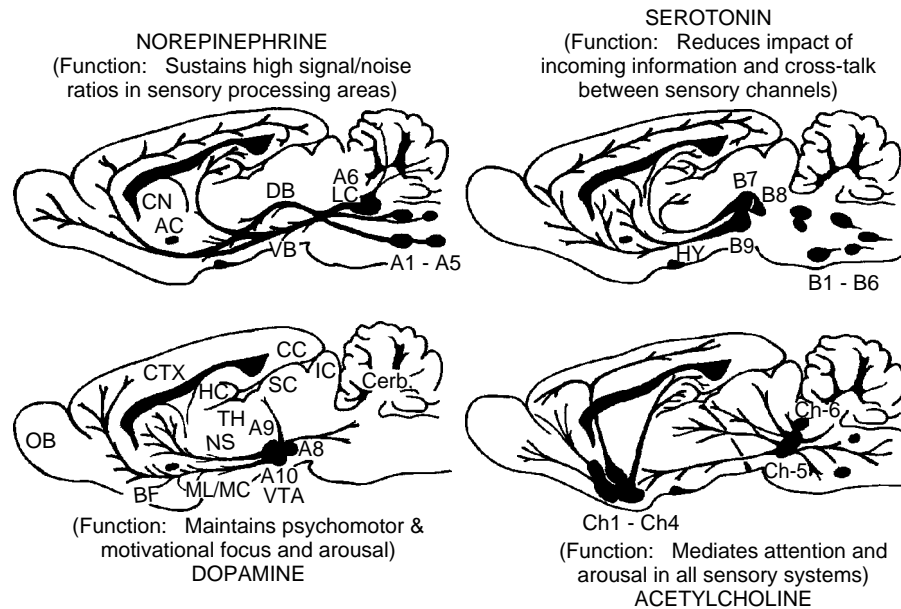 NOREPINEPHRINE
(Function: Sustains high signal/noise
ratios in sensory processing areas)
CN
AC
DB
A6
LC
VB
A1 - A5
SEROTONIN
(Function: Reduces impact of
incoming information and cross-talk
between sensory channels)
B7
B8
B9
HY
B1 - B6
CTX
CC
IC
HC
SC
Cerb.
OB
TH
A9
NS
A8
A10
BF
ML/MC
VTA
(Function: Maintains psychomotor &
motivational focus and arousal)
DOPAMINE
Ch-6
Ch-5
Ch1 - Ch4
(Function: Mediates attention and
arousal in all sensory systems)
ACETYLCHOLINE